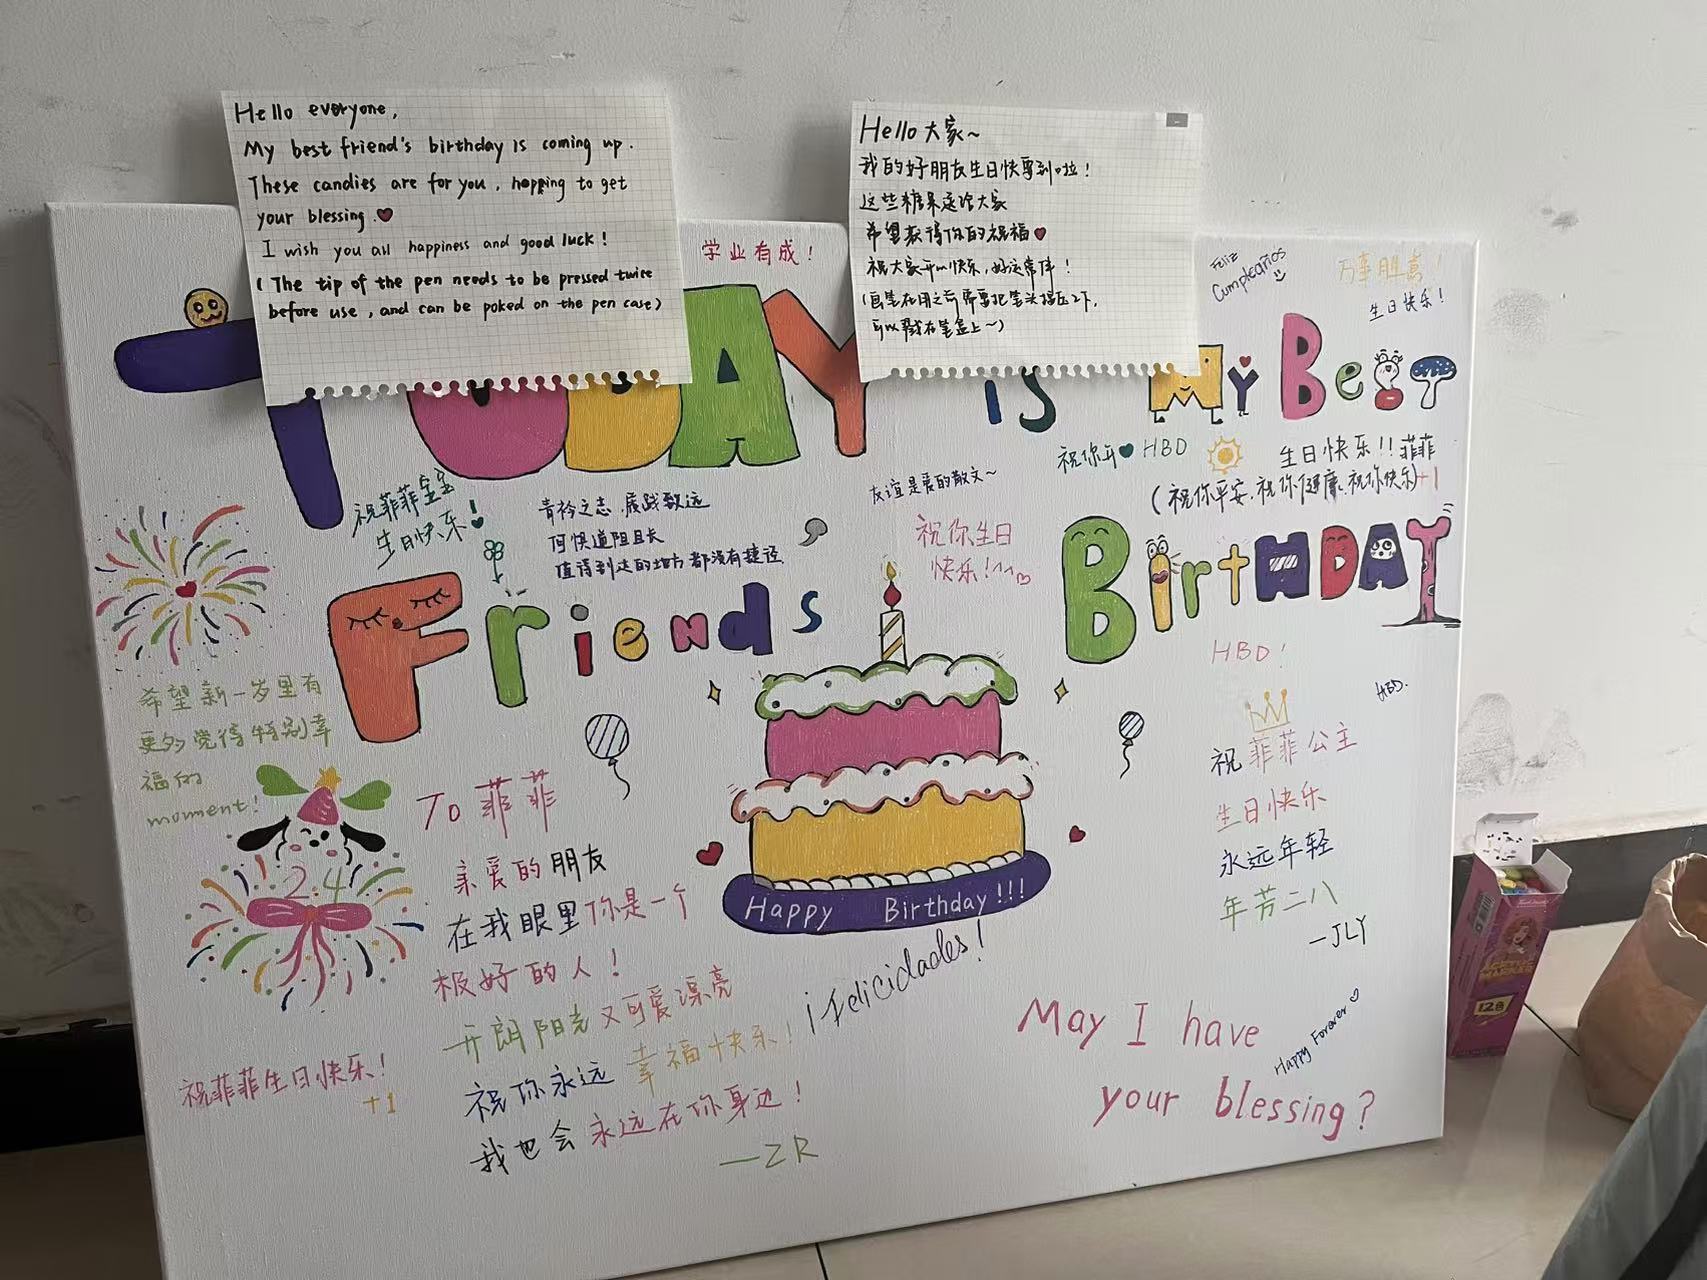 Hello everyone,
My best friend's birthday is coming up.
These candies are for you, hopping to get
your blessing.
I wish you all happiness and good luck!
(The tip of the pen needs to be pressed twice
before use, and can be poked on the pen case)
Hello 大家~
我的好朋友生日快要到啦!
这些糖果送给大家
希望获得你的祝福
祝大家开心快乐,好运常伴!
(画笔在用之前需要把笔头按压2下,
可以戳在笔盒上~)
学业有成!
Feliz
Cumpleaños
万事胜意!
生日快乐!
TODAY is My BesT
祝你年 HBD
生日快乐!!菲菲
(祝你平安,祝你健康,祝你快乐)+1
祝菲菲宝宝
生日快乐!
青衿之志,履践致远
何惧道阻且长
值得到达的地方都没有捷径
友谊是爱的散文~
祝你生日
快乐!^^
Friends BirtHDAY
HBD!
HBD.
希望新一岁里有
更多觉得特别幸
福的
moment!
24
祝菲菲生日快乐!
+1
To 菲菲
亲爱的朋友
在我眼里你是一个
极好的人!
开朗阳光又可爱漂亮
祝你永远幸福快乐!
我也会永远在你身边!
—ZR
Happy Birthday!!!
¡Felicidades!
祝菲菲公主
生日快乐
永远年轻
年芳二八
—JLY
May I have
your blessing?
Happy Forever
ACRYLIC
MARKER
12色